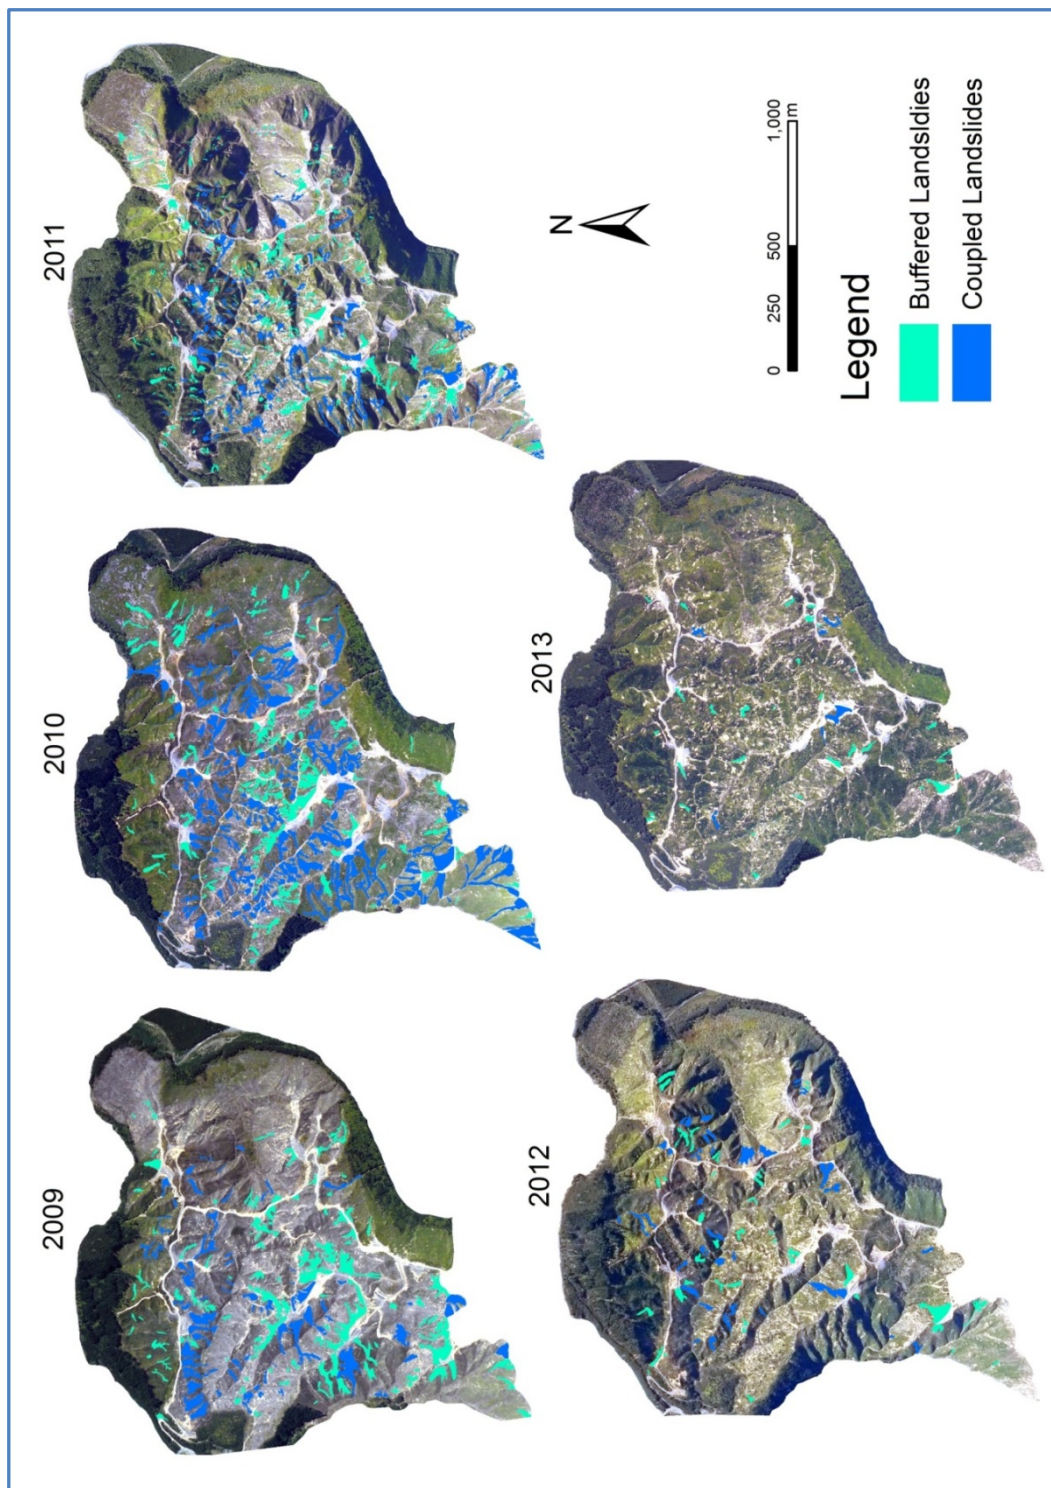 2009
2010
2011
2012
2013
N
0 250 500 1,000
m
Legend
Buffered Landsldies
Coupled Landslides